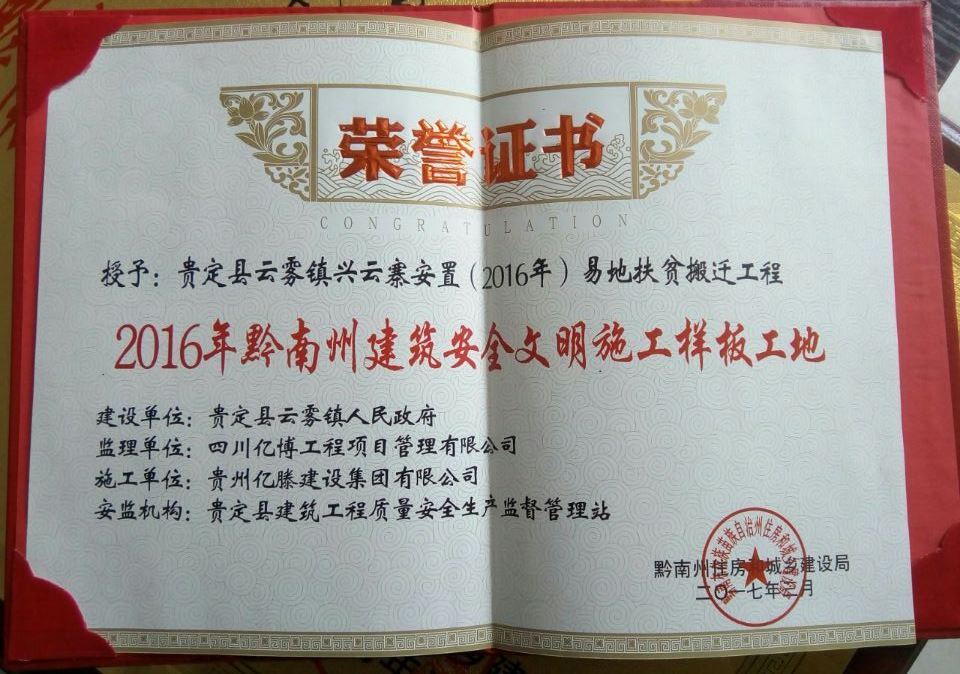 荣誉证书
CONGRATULATION
授予：贵定县云雾镇兴云寨安置（2016年）易地扶贫搬迁工程
2016年黔南州建筑安全文明施工样板工地
建设单位：贵定县云雾镇人民政府
监理单位：四川亿博工程项目管理有限公司
施工单位：贵州亿滕建设集团有限公司
安监机构：贵定县建筑工程质量安全生产监督管理站
黔南州住房和城乡建设局
二〇一七年 月